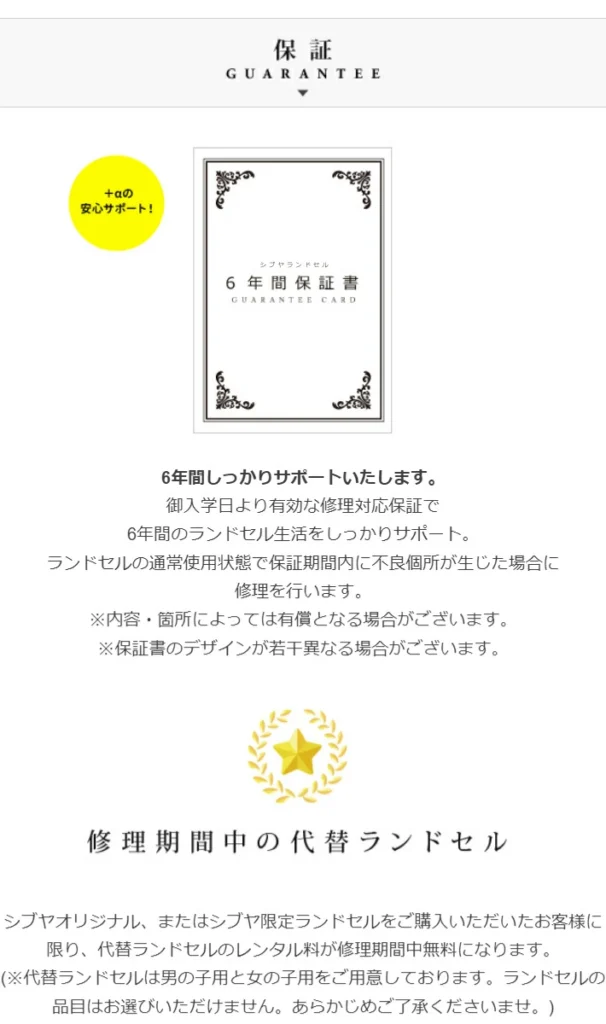 保証
GUARANTEE
+αの
安心サポート!
シブヤランドセル
6年間保証書
GUARANTEE CARD
6年間しっかりサポートいたします。
御入学日より有効な修理対応保証で
6年間のランドセル生活をしっかりサポート。
ランドセルの通常使用状態で保証期間内に不良個所が生じた場合に
修理を行います。
※内容・箇所によっては有償となる場合がございます。
※保証書のデザインが若干異なる場合がございます。
修理期間中の代替ランドセル
シブヤオリジナル、またはシブヤ限定ランドセルをご購入いただいたお客様に
限り、代替ランドセルのレンタル料が修理期間中無料になります。
(※代替ランドセルは男の子用と女の子用をご用意しております。ランドセルの
品目はお選びいただけません。あらかじめご了承くださいませ。)